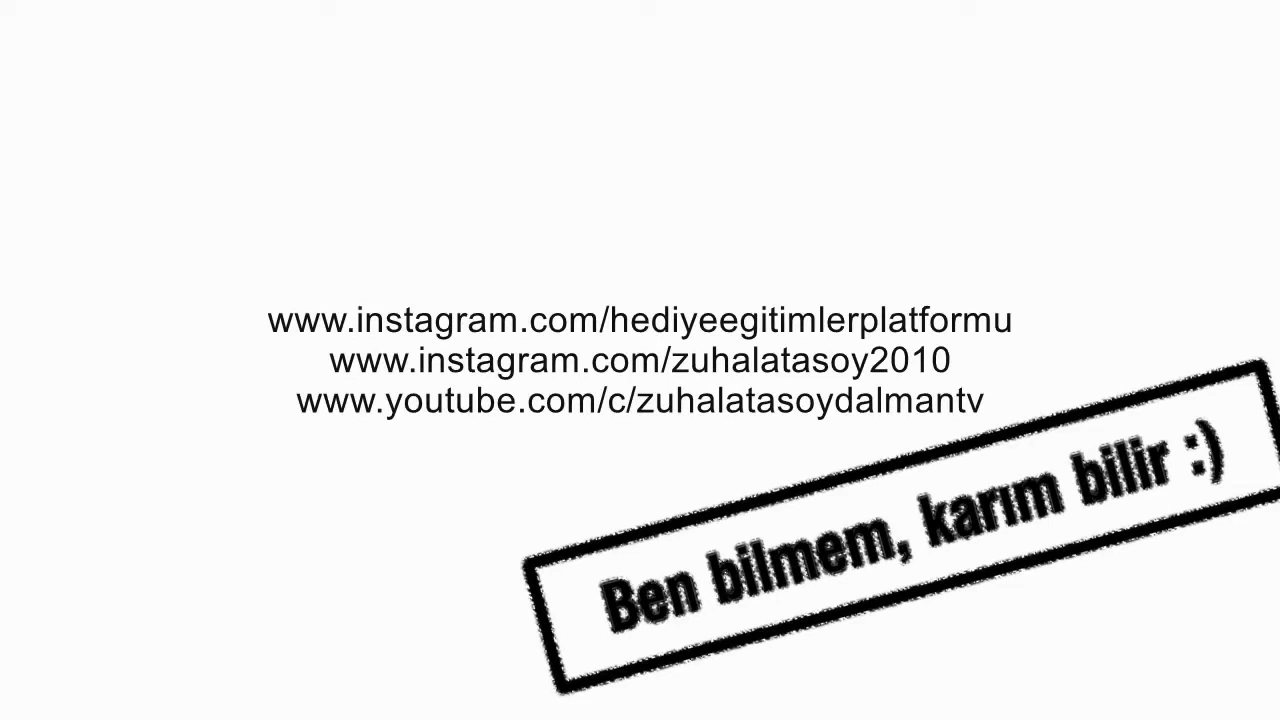 www.instagram.com/hediyeegitimlerplatformu
www.instagram.com/zuhalatasoy2010
www.youtube.com/c/zuhalatasoydalmantv
Ben bilmem, karım bilir :)